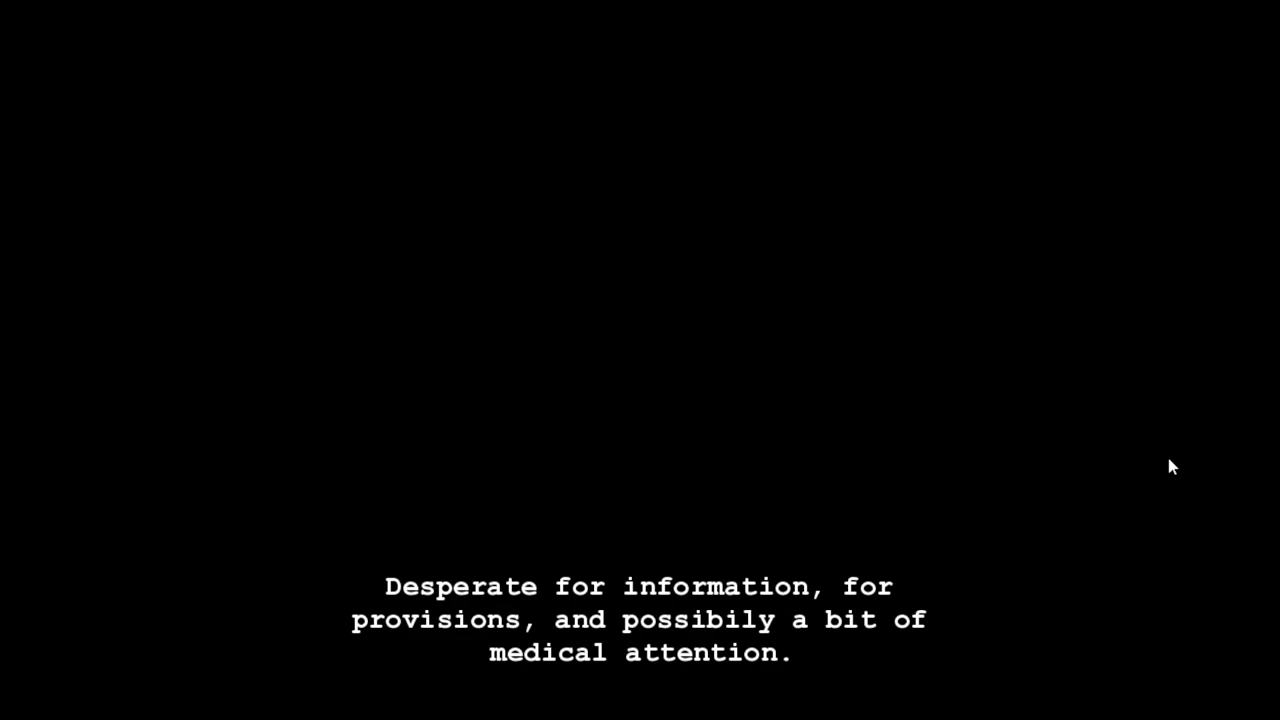 Desperate for information, for
provisions, and possibily a bit of
medical attention.